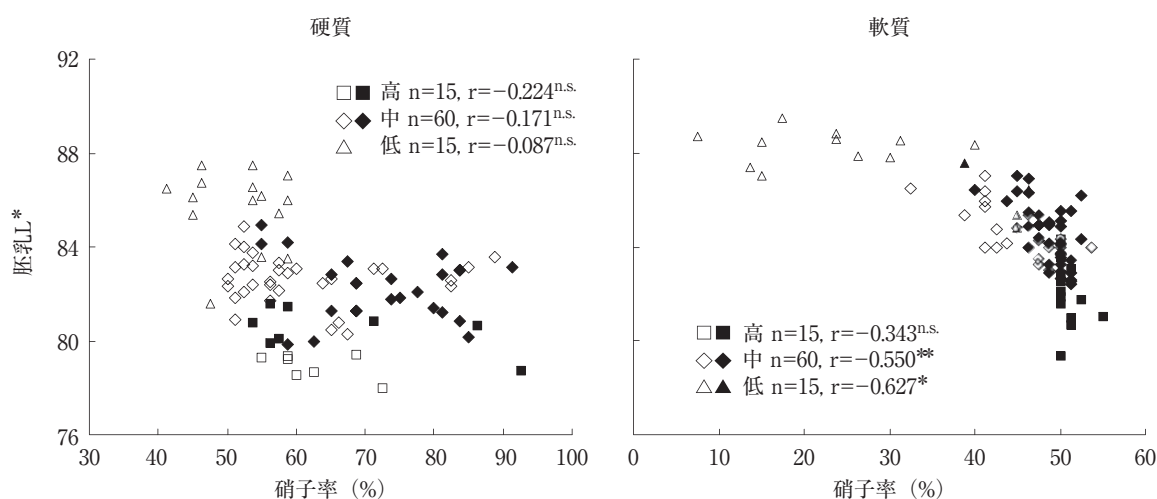 硬質
92
88
84
80
76
胚乳L*
30 40 50 60 70 80 90 100
硝子率 (%)
□■ 高 n=15, r=−0.224n.s.
◇◆ 中 n=60, r=−0.171n.s.
△ 低 n=15, r=−0.087n.s.
軟質
0 10 20 30 40 50 60
硝子率 (%)
□■ 高 n=15, r=−0.343n.s.
◇◆ 中 n=60, r=−0.550**
△▲ 低 n=15, r=−0.627*